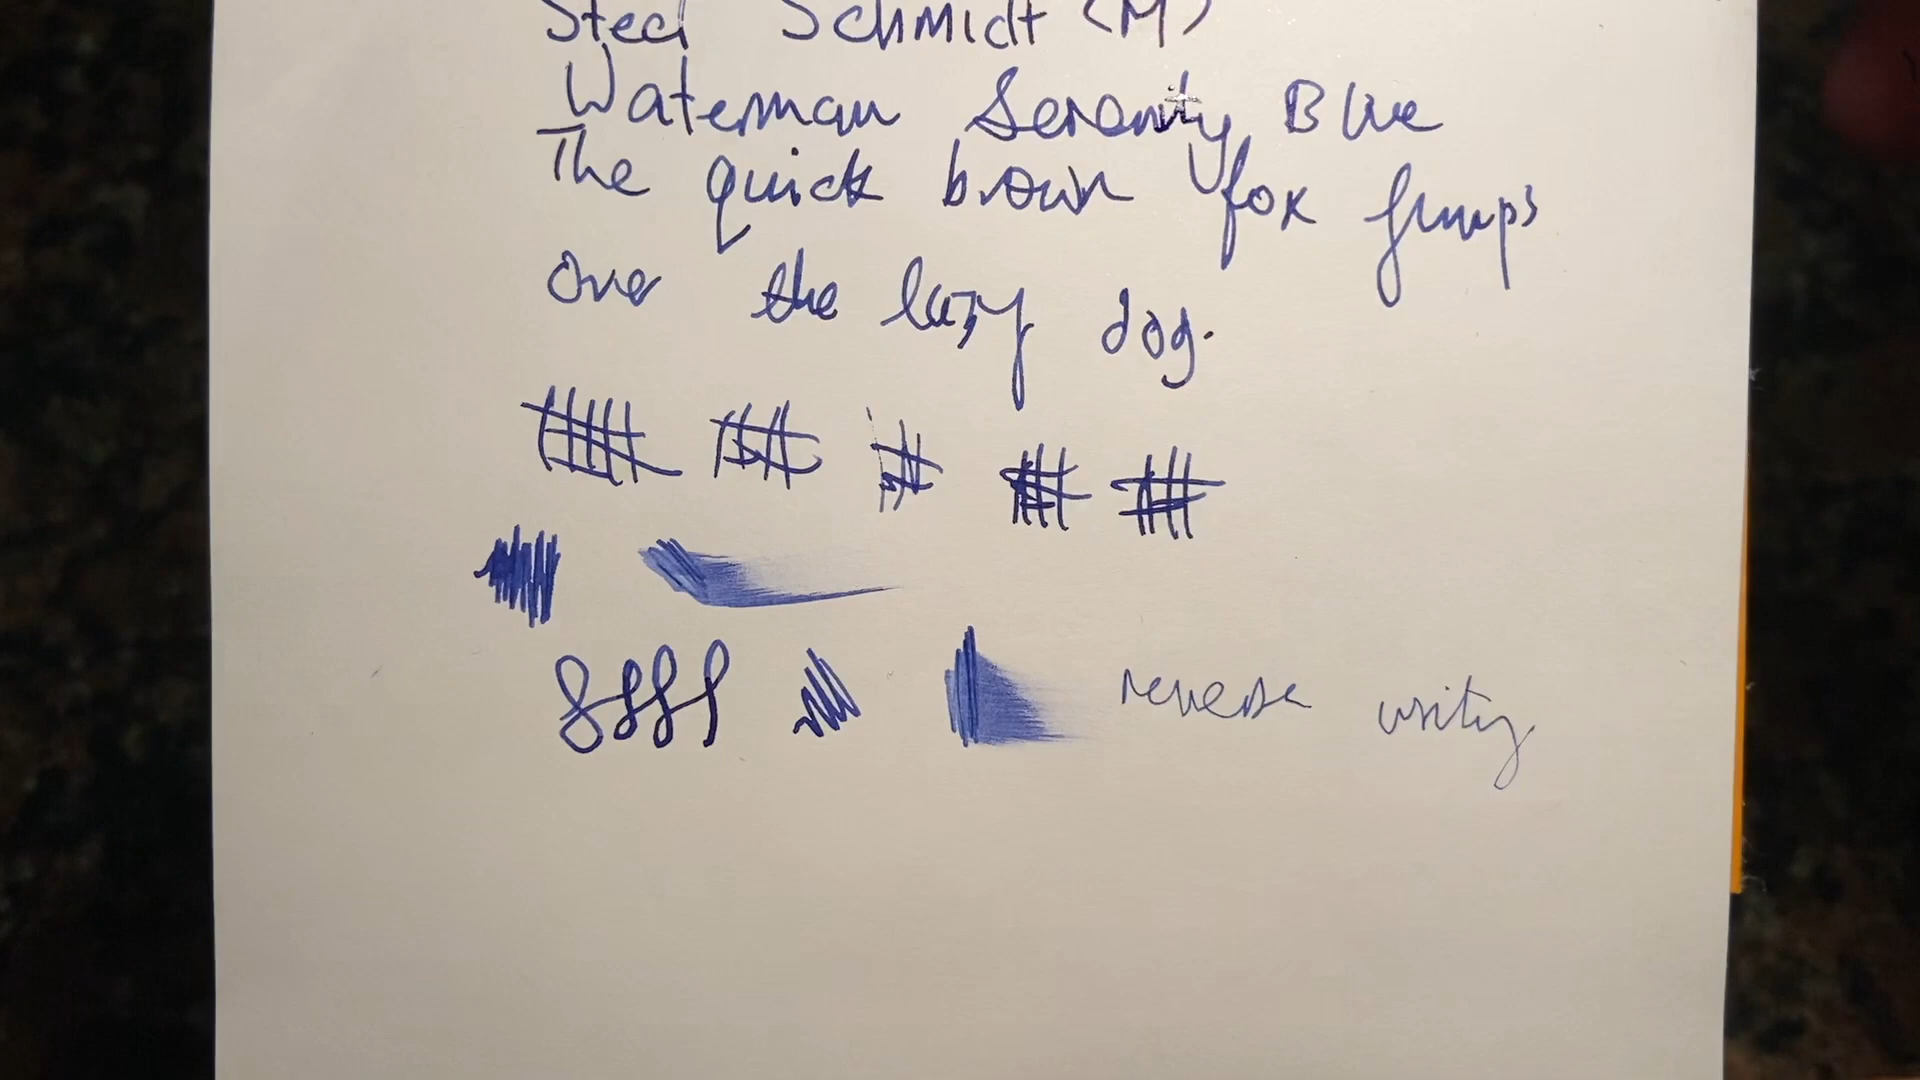 Steel Schmidt (M)
Waterman Serenity Blue
The quick brown fox jumps
over the lazy dog.
reverse writing